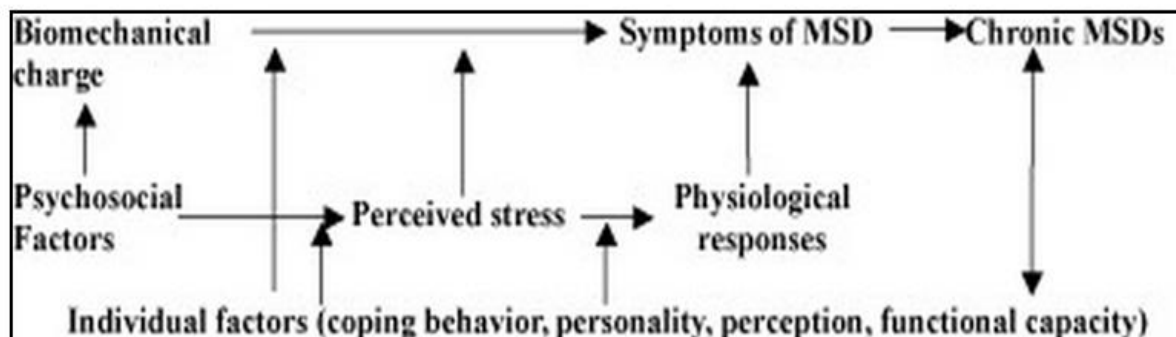 Biomechanical charge
Symptoms of MSD
Chronic MSDs
Psychosocial Factors
Perceived stress
Physiological responses
Individual factors (coping behavior, personality, perception, functional capacity)